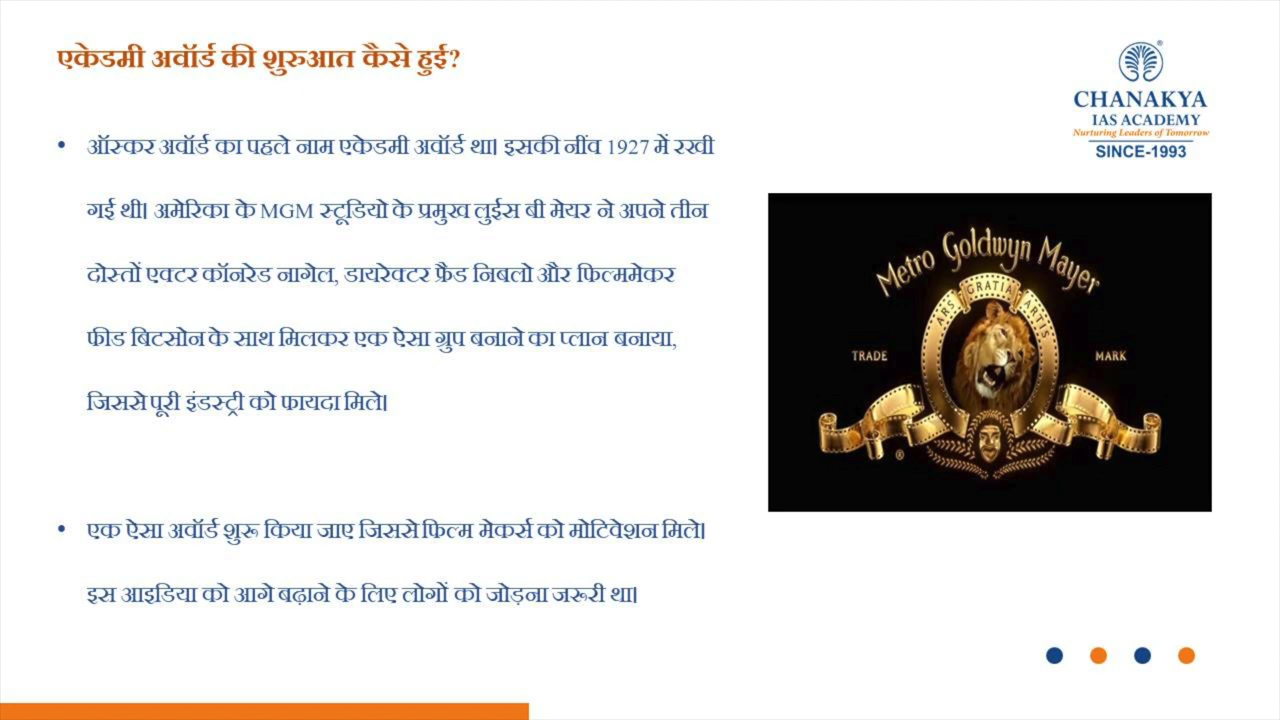 एकेडमी अवॉर्ड की शुरुआत कैसे हुई?
CHANAKYA
IAS ACADEMY
Nurturing Leaders of Tomorrow
SINCE-1993
• ऑस्कर अवॉर्ड का पहले नाम एकेडमी अवॉर्ड था। इसकी नींव 1927 में रखी
गई थी। अमेरिका के MGM स्टूडियो के प्रमुख लुईस बी मेयर ने अपने तीन
दोस्तों एक्टर कॉनरेड नागेल, डायरेक्टर फ्रैड निबलो और फिल्ममेकर
फीड बिटसोन के साथ मिलकर एक ऐसा ग्रुप बनाने का प्लान बनाया,
जिससे पूरी इंडस्ट्री को फायदा मिले।
• एक ऐसा अवॉर्ड शुरू किया जाए जिससे फिल्म मेकर्स को मोटिवेशन मिले।
इस आइडिया को आगे बढ़ाने के लिए लोगों को जोड़ना जरूरी था।
Metro Goldwyn Mayer
ARS GRATIA ARTIS
TRADE MARK
®